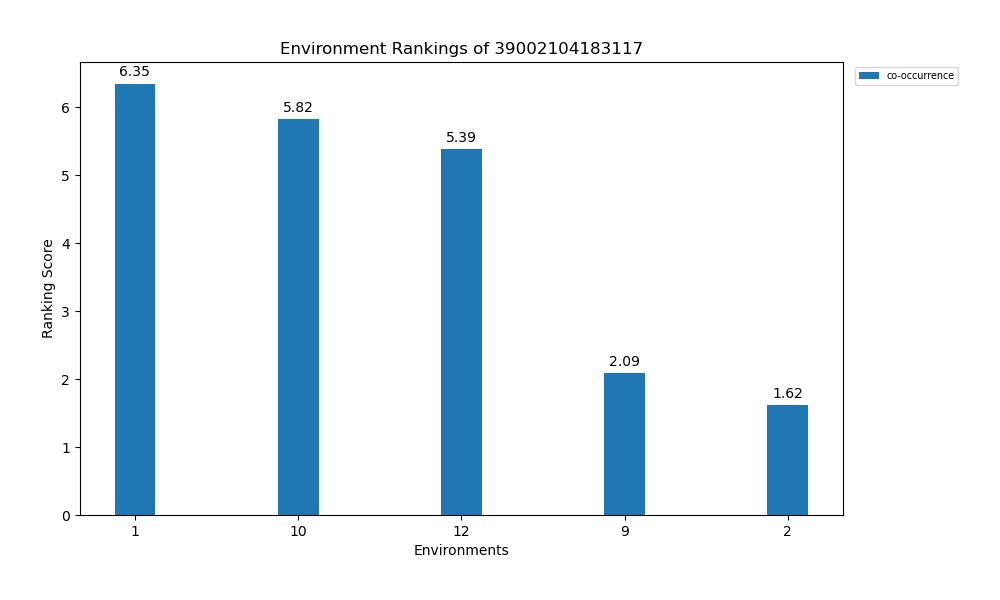 Environment Rankings of 39002104183117
co-occurrence
6.35
5.82
5.39
2.09
1.62
Ranking Score
6
5
4
3
2
1
0
1 10 12 9 2
Environments